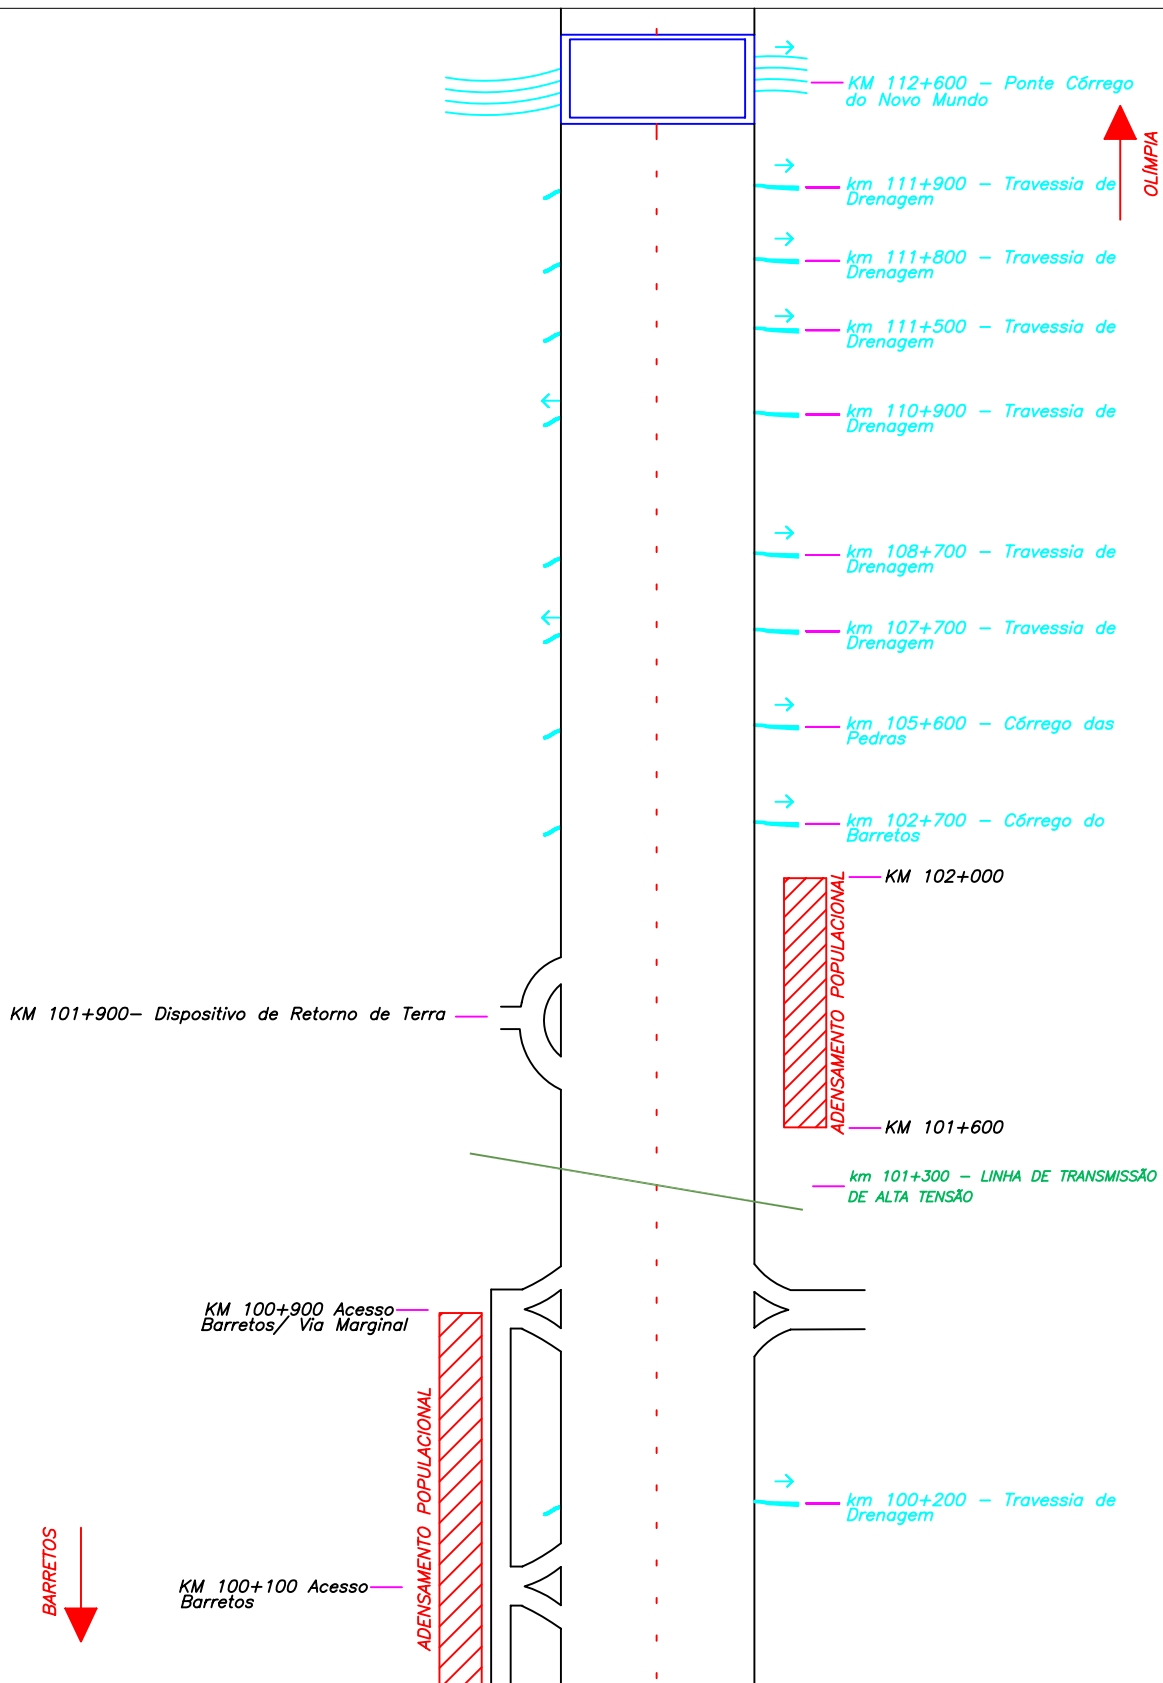 KM 112+600 – Ponte Córrego
do Novo Mundo
OLÍMPIA
km 111+900 – Travessia de
Drenagem
km 111+800 – Travessia de
Drenagem
km 111+500 – Travessia de
Drenagem
km 110+900 – Travessia de
Drenagem
km 108+700 – Travessia de
Drenagem
km 107+700 – Travessia de
Drenagem
km 105+600 – Córrego das
Pedras
km 102+700 – Córrego do
Barretos
KM 102+000
ADENSAMENTO POPULACIONAL
KM 101+900– Dispositivo de Retorno de Terra
KM 101+600
km 101+300 – LINHA DE TRANSMISSÃO
DE ALTA TENSÃO
KM 100+900 Acesso
Barretos/ Via Marginal
ADENSAMENTO POPULACIONAL
km 100+200 – Travessia de
Drenagem
BARRETOS
KM 100+100 Acesso
Barretos